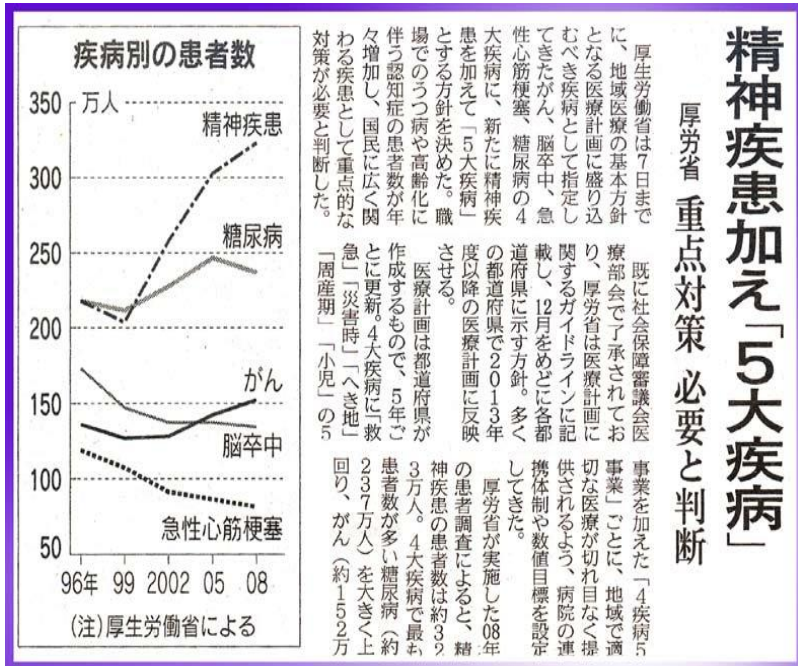 精神疾患加え「5大疾病」
厚労省 重点対策 必要と判断
厚生労働省は7日まで
に、地域医療の基本方針
となる医療計画に盛り込
むべき疾病として指定し
てきたがん、脳卒中、急
性心筋梗塞、糖尿病の4
大疾病に、新たに精神疾
患を加えて「5大疾病」
とする方針を決めた。職
場でのうつ病や高齢化に
伴う認知症の患者数が年
々増加し、国民に広く関
わる疾患として重点的な
対策が必要と判断した。
既に社会保障審議会医
療部会で了承されてお
り、厚労省は医療計画に
関するガイドラインに記
載し、12月をめどに各都
道府県に示す方針。多く
の都道府県で2013年
度以降の医療計画に反映
させる。
医療計画は都道府県が
作成するもので、5年ご
とに更新。4大疾病に「救
急」「災害時」「へき地」
「周産期」「小児」の5
事業を加えた「4疾病5
事業」ごとに、地域で適
切な医療が切れ目なく提
供されるよう、病院の連
携体制や数値目標を設定
してきた。
厚労省が実施した08年
の患者調査によると、精
神疾患の患者数は約32
3万人。4大疾病で最も
患者数が多い糖尿病(約
237万人)を大きく上
回り、がん(約152万
疾病別の患者数
350 万人
精神疾患
300
糖尿病
250
200
がん
150
脳卒中
100
急性心筋梗塞
50
96年 99 2002 05 08
(注)厚生労働省による